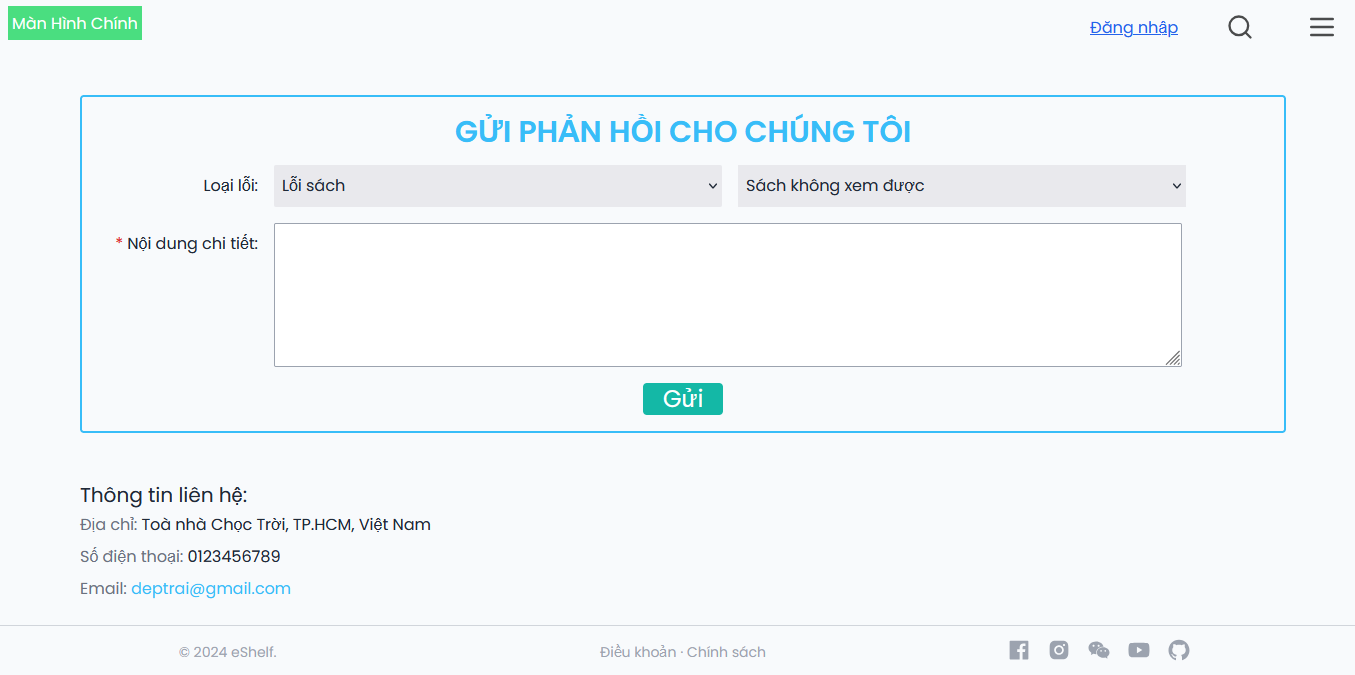 Màn Hình Chính
Đăng nhâp
GỬI PHẢN HỒI CHO CHÚNG TÔI
Loại lỗi: Lỗi sách Sách không xem được
* Nội dung chi tiết:
Gửi
Thông tin liên hệ:
Địa chỉ: Toà nhà Chọc Trời, TP.HCM, Việt Nam
Số điện thoại: 0123456789
Email: deptrai@gmail.com
© 2024 eShelf. Điều khoản · Chính sách